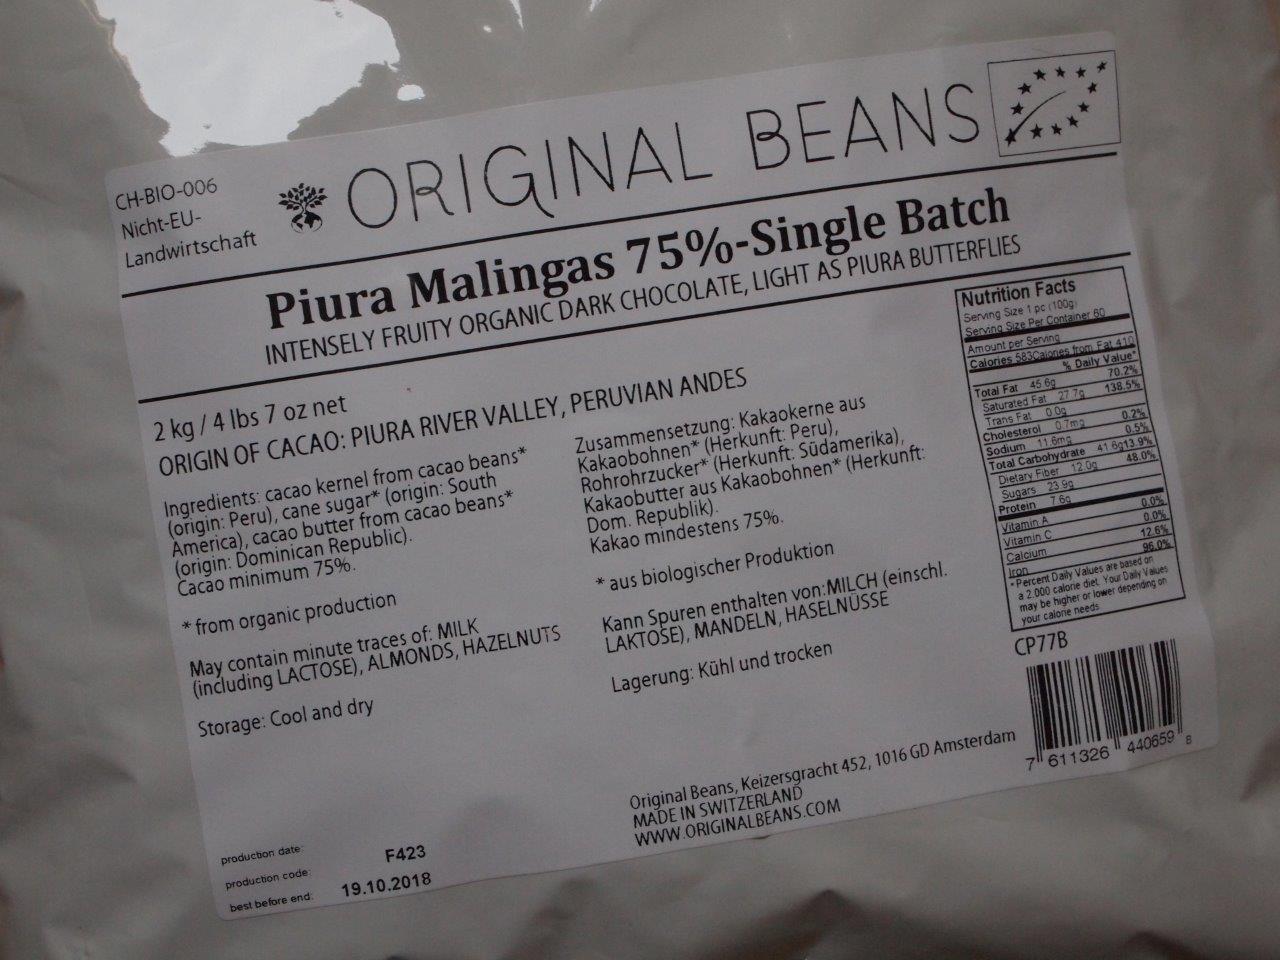 CH-BIO-006
Nicht-EU-
Landwirtschaft
ORIGINAL BEANS
Piura Malingas 75%-Single Batch
INTENSELY FRUITY ORGANIC DARK CHOCOLATE, LIGHT AS PIURA BUTTERFLIES
2 kg / 4 lbs 7 oz net
ORIGIN OF CACAO: PIURA RIVER VALLEY, PERUVIAN ANDES
Ingredients: cacao kernel from cacao beans*
(origin: Peru), cane sugar* (origin: South
America), cacao butter from cacao beans*
(origin: Dominican Republic).
Cacao minimum 75%.
* from organic production
May contain minute traces of: MILK
(including LACTOSE), ALMONDS, HAZELNUTS
Storage: Cool and dry
Zusammensetzung: Kakaokerne aus
Kakaobohnen* (Herkunft: Peru),
Rohrohrzucker* (Herkunft: Südamerika),
Kakaobutter aus Kakaobohnen* (Herkunft:
Dom. Republik).
Kakao mindestens 75%.
* aus biologischer Produktion
Kann Spuren enthalten von:MILCH (einschl.
LAKTOSE), MANDELN, HASELNÜSSE
Lagerung: Kühl und trocken
Nutrition Facts
Serving Size 1 pc (100g)
Serving Size Per Container 60
Amount per Serving
Calories 583Calories from Fat 410
% Daily Value*
Total Fat 45.6g 70.2%
Saturated Fat 27.7g 138.5%
Trans Fat 0.0g
Cholesterol 0.7mg 0.2%
Sodium 11.6mg 0.5%
Total Carbohydrate 41.6g13.9%
Dietary Fiber 12.0g 48.0%
Sugars 23.9g
Protein 7.6g
Vitamin A 0.0%
Vitamin C 0.0%
Calcium 12.6%
Iron 96.0%
*Percent Daily Values are based on
a 2.000 calorie diet. Your Daily Values
may be higher or lower depending on
your calorie needs
CP77B
7 611326 440659 8
Original Beans, Keizersgracht 452, 1016 GD Amsterdam
MADE IN SWITZERLAND
WWW.ORIGINALBEANS.COM
production date:
production code: F423
best before end: 19.10.2018